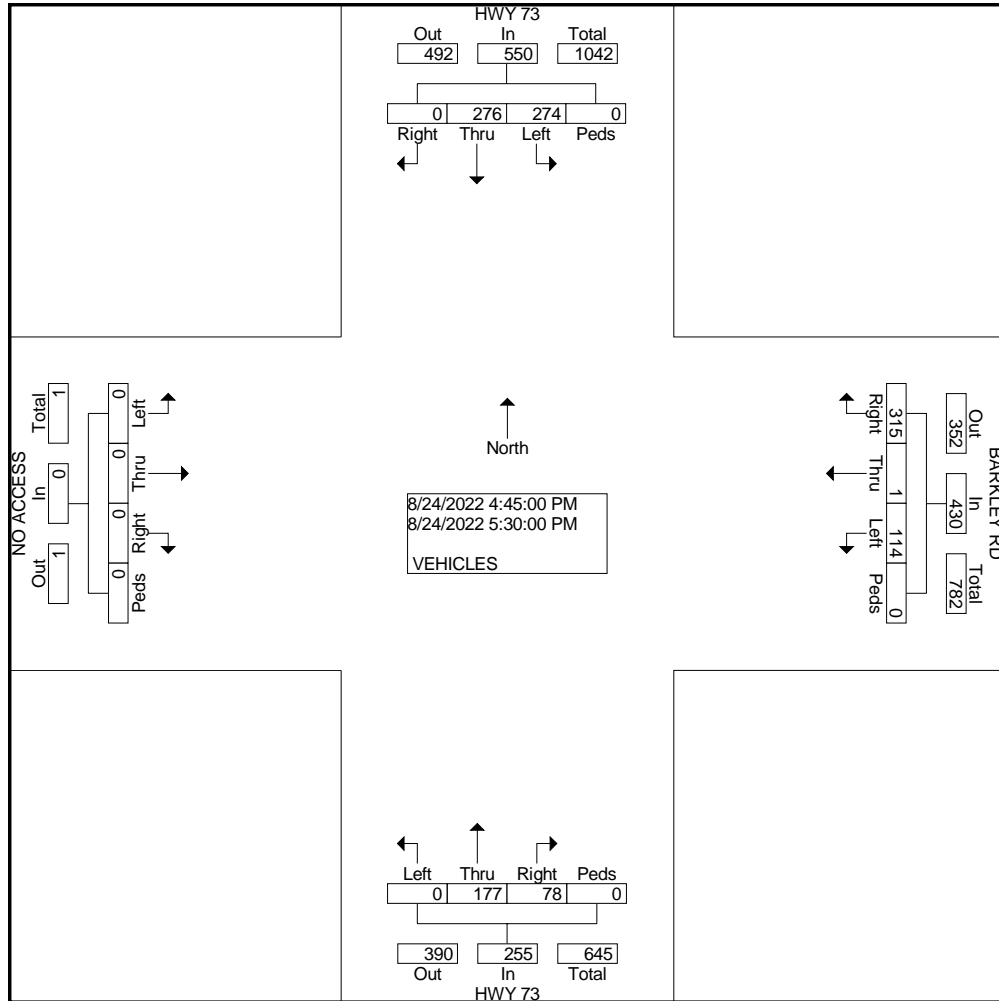 HWY 73
Out In Total
492 550 1042
0 276 274 0
Right Thru Left Peds
NO ACCESS
Total In Out
1 0 1
0 0 0 0
Left Thru Right Peds
North
8/24/2022 4:45:00 PM
8/24/2022 5:30:00 PM
VEHICLES
BARKLEY RD
Out In Total
352 430 782
315 1 114 0
Right Thru Left Peds
Left Thru Right Peds
0 177 78 0
390 255 645
Out In Total
HWY 73